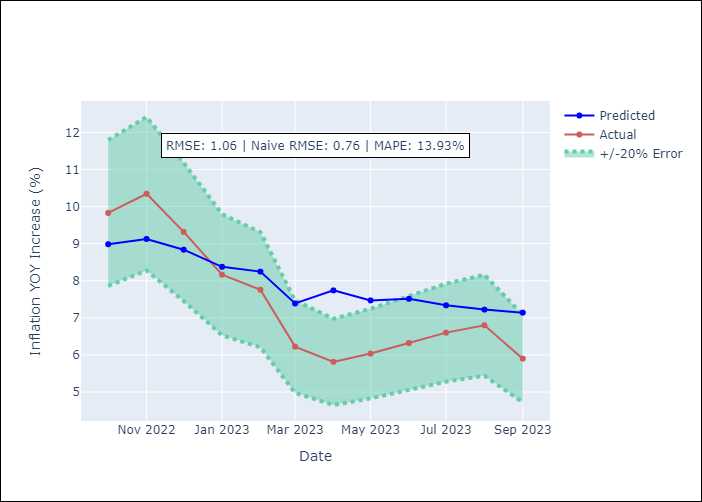 RMSE: 1.06 | Naive RMSE: 0.76 | MAPE: 13.93%
Predicted
Actual
+/-20% Error
Inflation YOY Increase (%)
12
11
10
9
8
7
6
5
Nov 2022 Jan 2023 Mar 2023 May 2023 Jul 2023 Sep 2023
Date